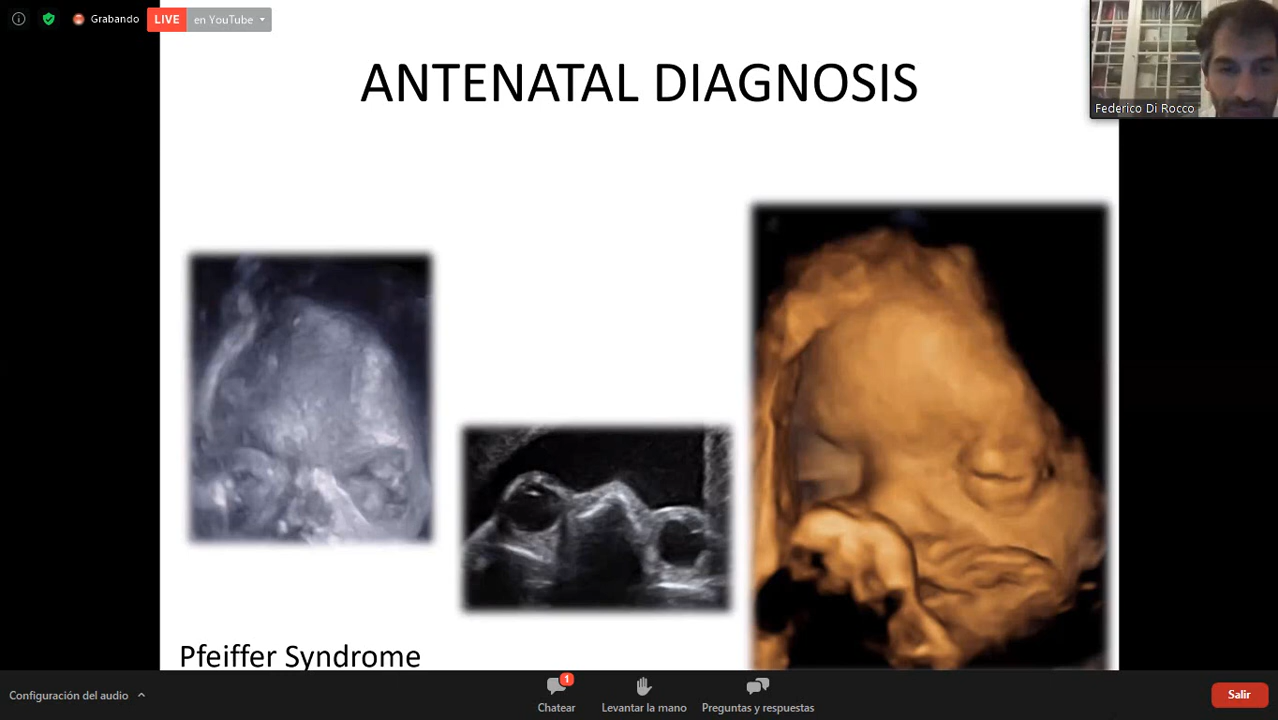 Grabando
LIVE en YouTube
Federico Di Rocco
ANTENATAL DIAGNOSIS
Pfeiffer Syndrome
Configuración del audio
1
Chatear
Levantar la mano
Preguntas y respuestas
Salir